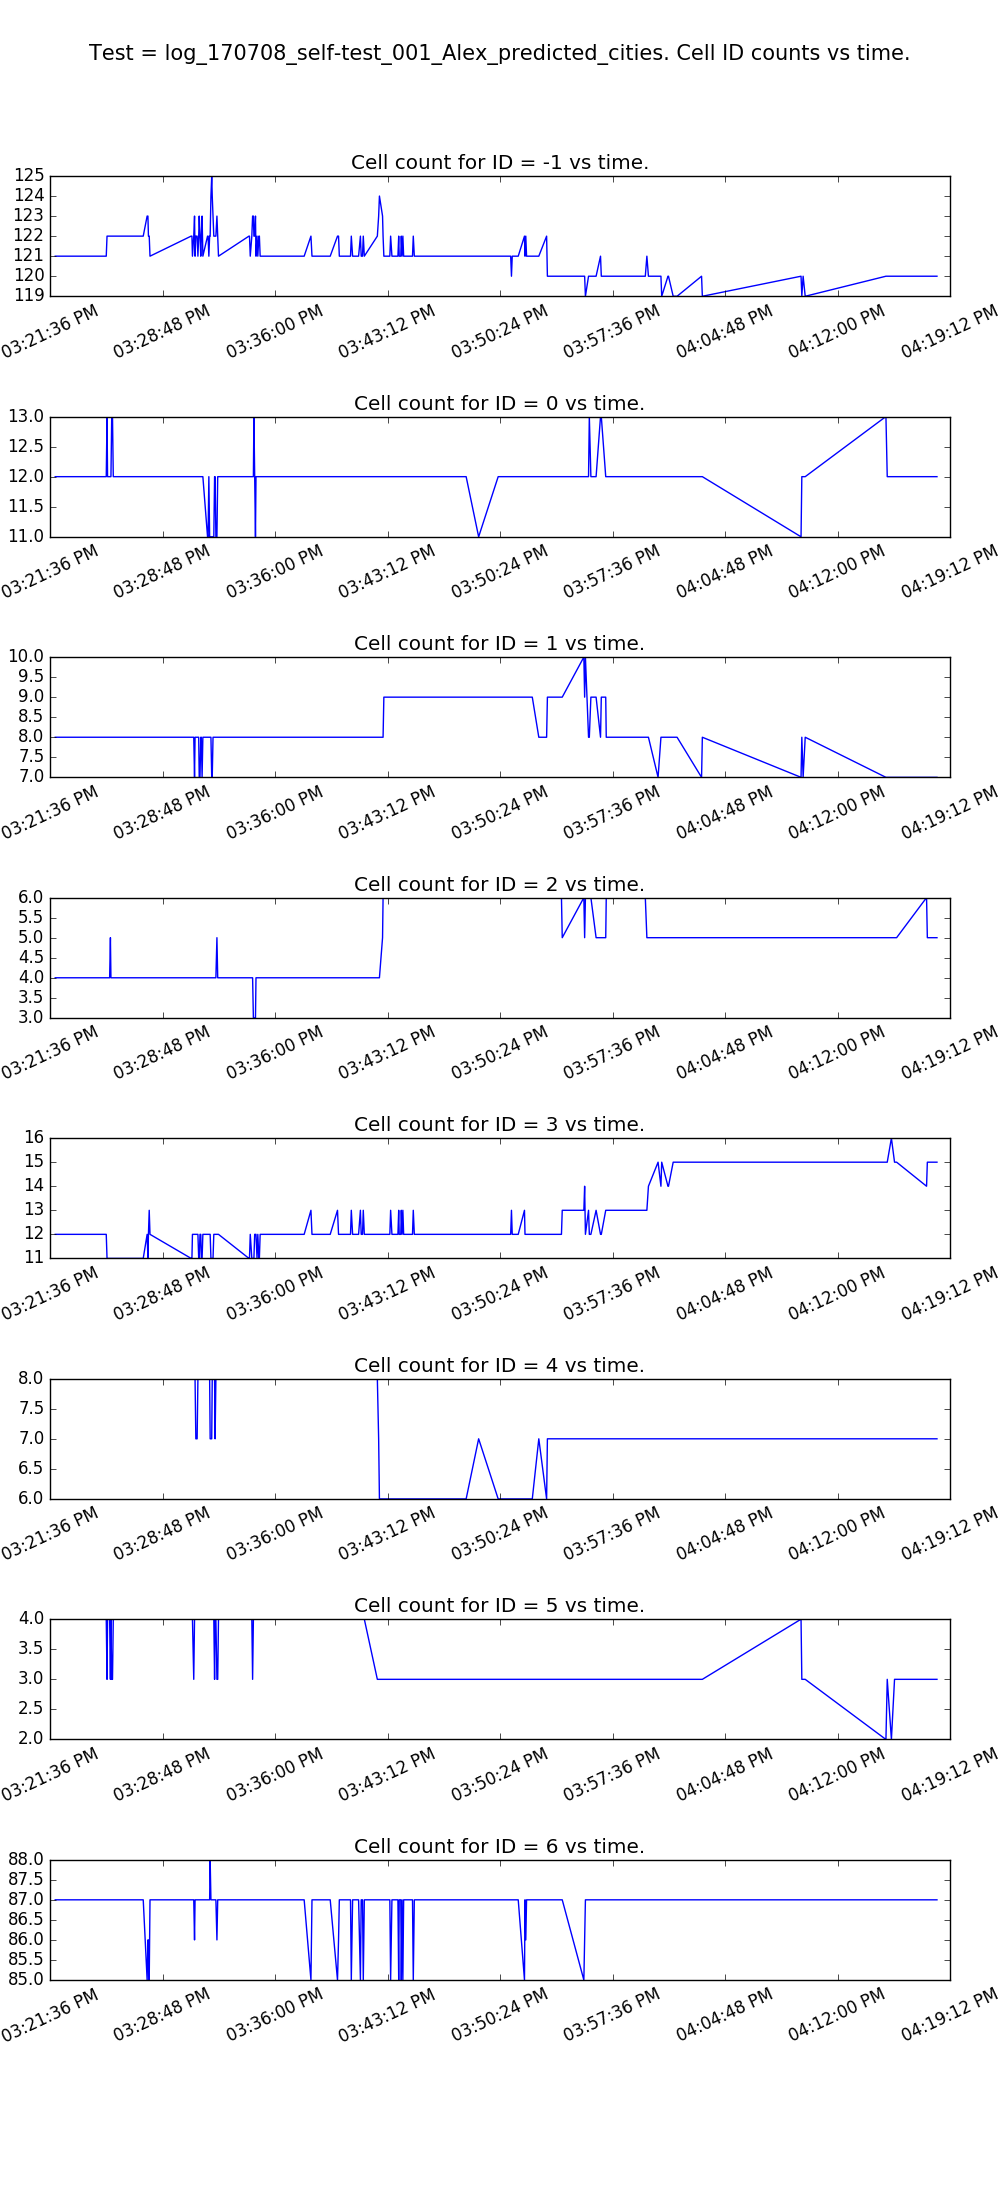 Test = log_170708_self-test_001_Alex_predicted_cities. Cell ID counts vs time.
Cell count for ID = -1 vs time.
125
124
123
122
121
120
119
03:21:36 PM 03:28:48 PM 03:36:00 PM 03:43:12 PM 03:50:24 PM 03:57:36 PM 04:04:48 PM 04:12:00 PM 04:19:12 PM
Cell count for ID = 0 vs time.
13.0
12.5
12.0
11.5
11.0
03:21:36 PM 03:28:48 PM 03:36:00 PM 03:43:12 PM 03:50:24 PM 03:57:36 PM 04:04:48 PM 04:12:00 PM 04:19:12 PM
Cell count for ID = 1 vs time.
10.0
9.5
9.0
8.5
8.0
7.5
7.0
03:21:36 PM 03:28:48 PM 03:36:00 PM 03:43:12 PM 03:50:24 PM 03:57:36 PM 04:04:48 PM 04:12:00 PM 04:19:12 PM
Cell count for ID = 2 vs time.
6.0
5.5
5.0
4.5
4.0
3.5
3.0
03:21:36 PM 03:28:48 PM 03:36:00 PM 03:43:12 PM 03:50:24 PM 03:57:36 PM 04:04:48 PM 04:12:00 PM 04:19:12 PM
Cell count for ID = 3 vs time.
16
15
14
13
12
11
03:21:36 PM 03:28:48 PM 03:36:00 PM 03:43:12 PM 03:50:24 PM 03:57:36 PM 04:04:48 PM 04:12:00 PM 04:19:12 PM
Cell count for ID = 4 vs time.
8.0
7.5
7.0
6.5
6.0
03:21:36 PM 03:28:48 PM 03:36:00 PM 03:43:12 PM 03:50:24 PM 03:57:36 PM 04:04:48 PM 04:12:00 PM 04:19:12 PM
Cell count for ID = 5 vs time.
4.0
3.5
3.0
2.5
2.0
03:21:36 PM 03:28:48 PM 03:36:00 PM 03:43:12 PM 03:50:24 PM 03:57:36 PM 04:04:48 PM 04:12:00 PM 04:19:12 PM
Cell count for ID = 6 vs time.
88.0
87.5
87.0
86.5
86.0
85.5
85.0
03:21:36 PM 03:28:48 PM 03:36:00 PM 03:43:12 PM 03:50:24 PM 03:57:36 PM 04:04:48 PM 04:12:00 PM 04:19:12 PM